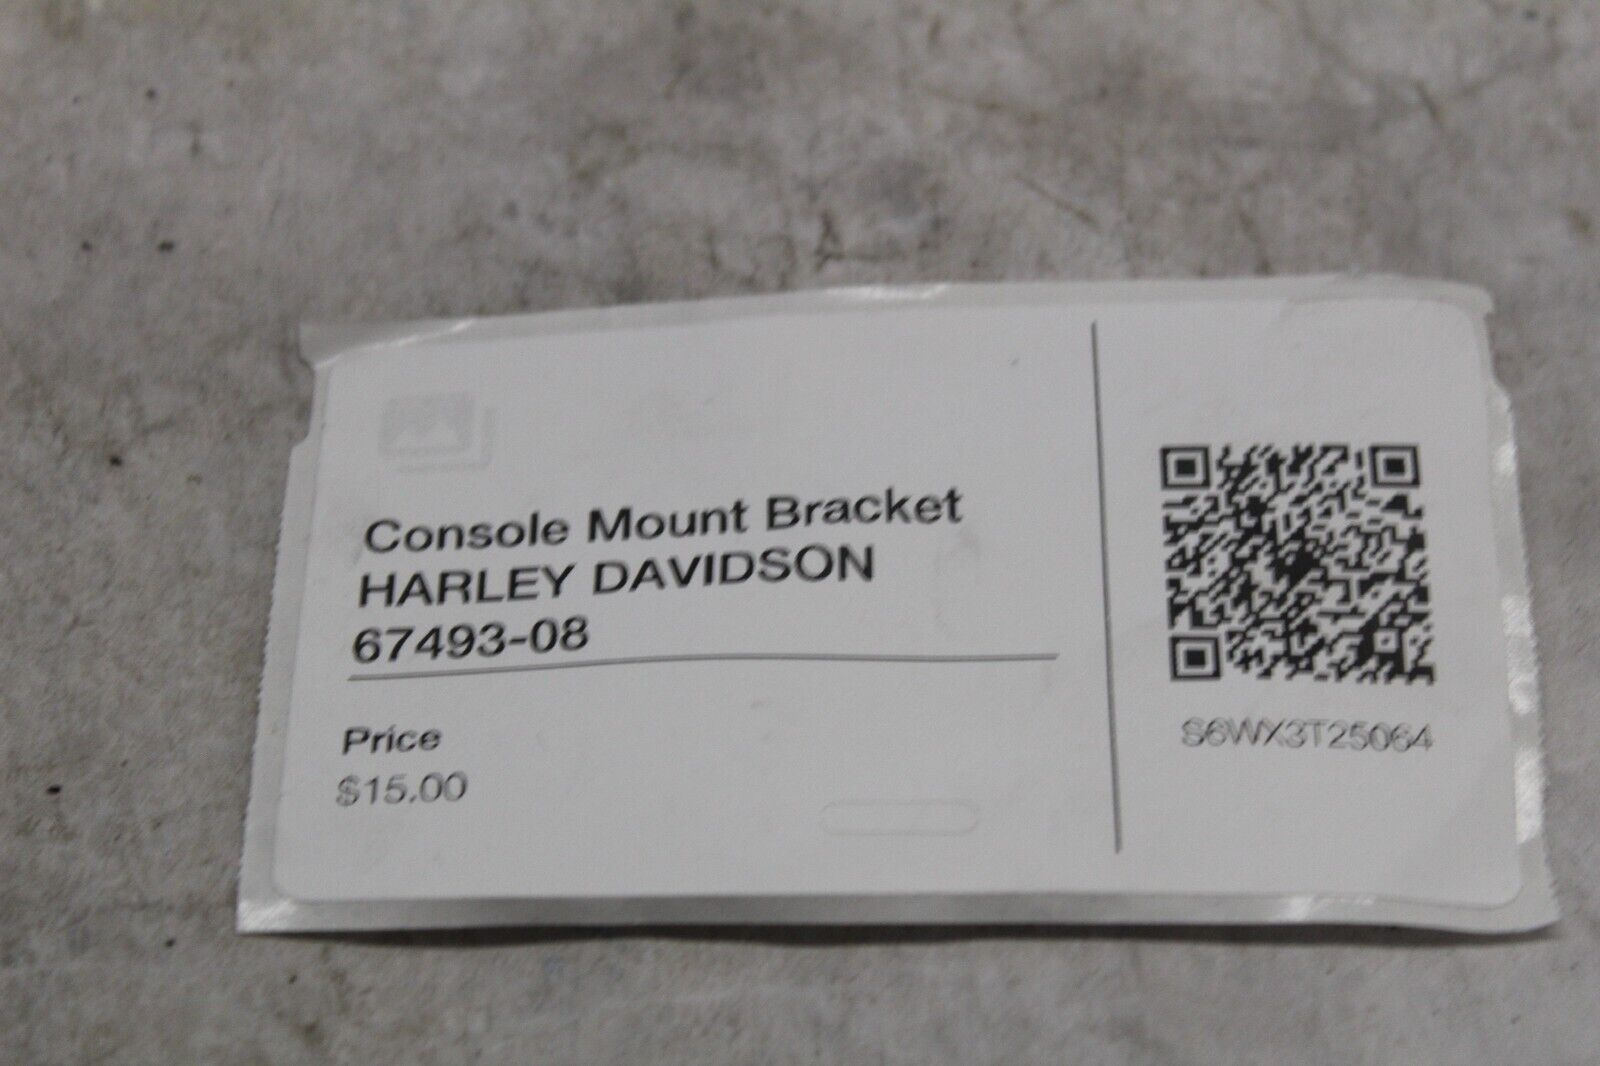 Console Mount Bracket
HARLEY DAVIDSON
67493-08
Price
$15.00
S6WX3T25064